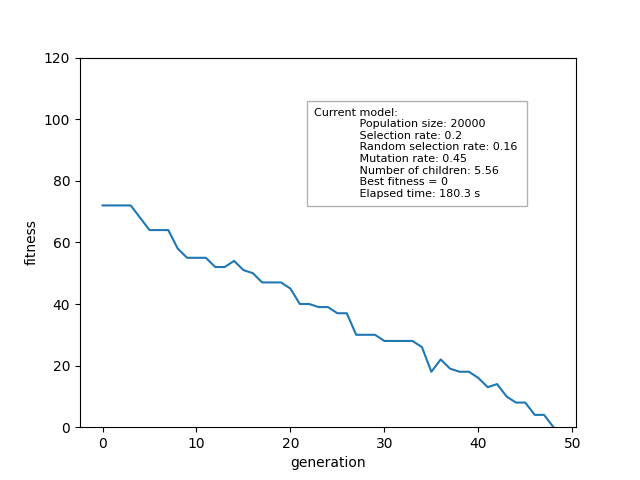 120
100
80
60
40
20
0
fitness
Current model:
Population size: 20000
Selection rate: 0.2
Random selection rate: 0.16
Mutation rate: 0.45
Number of children: 5.56
Best fitness = 0
Elapsed time: 180.3 s
0 10 20 30 40 50
generation